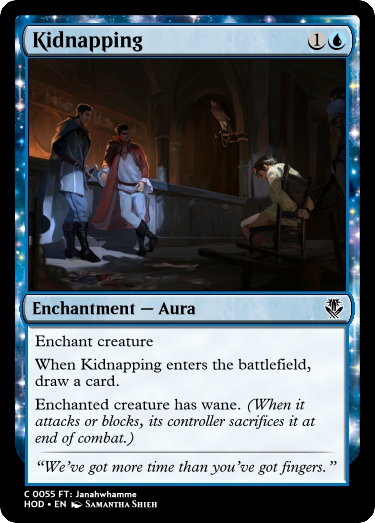 Kidnapping 1
Enchantment — Aura
Enchant creature
When Kidnapping enters the battlefield,
draw a card.
Enchanted creature has wane. (When it
attacks or blocks, its controller sacrifices it at
end of combat.)
“We’ve got more time than you’ve got fingers.”
C 0055 FT: Janahwhamme
HOD • EN Samantha Shieh